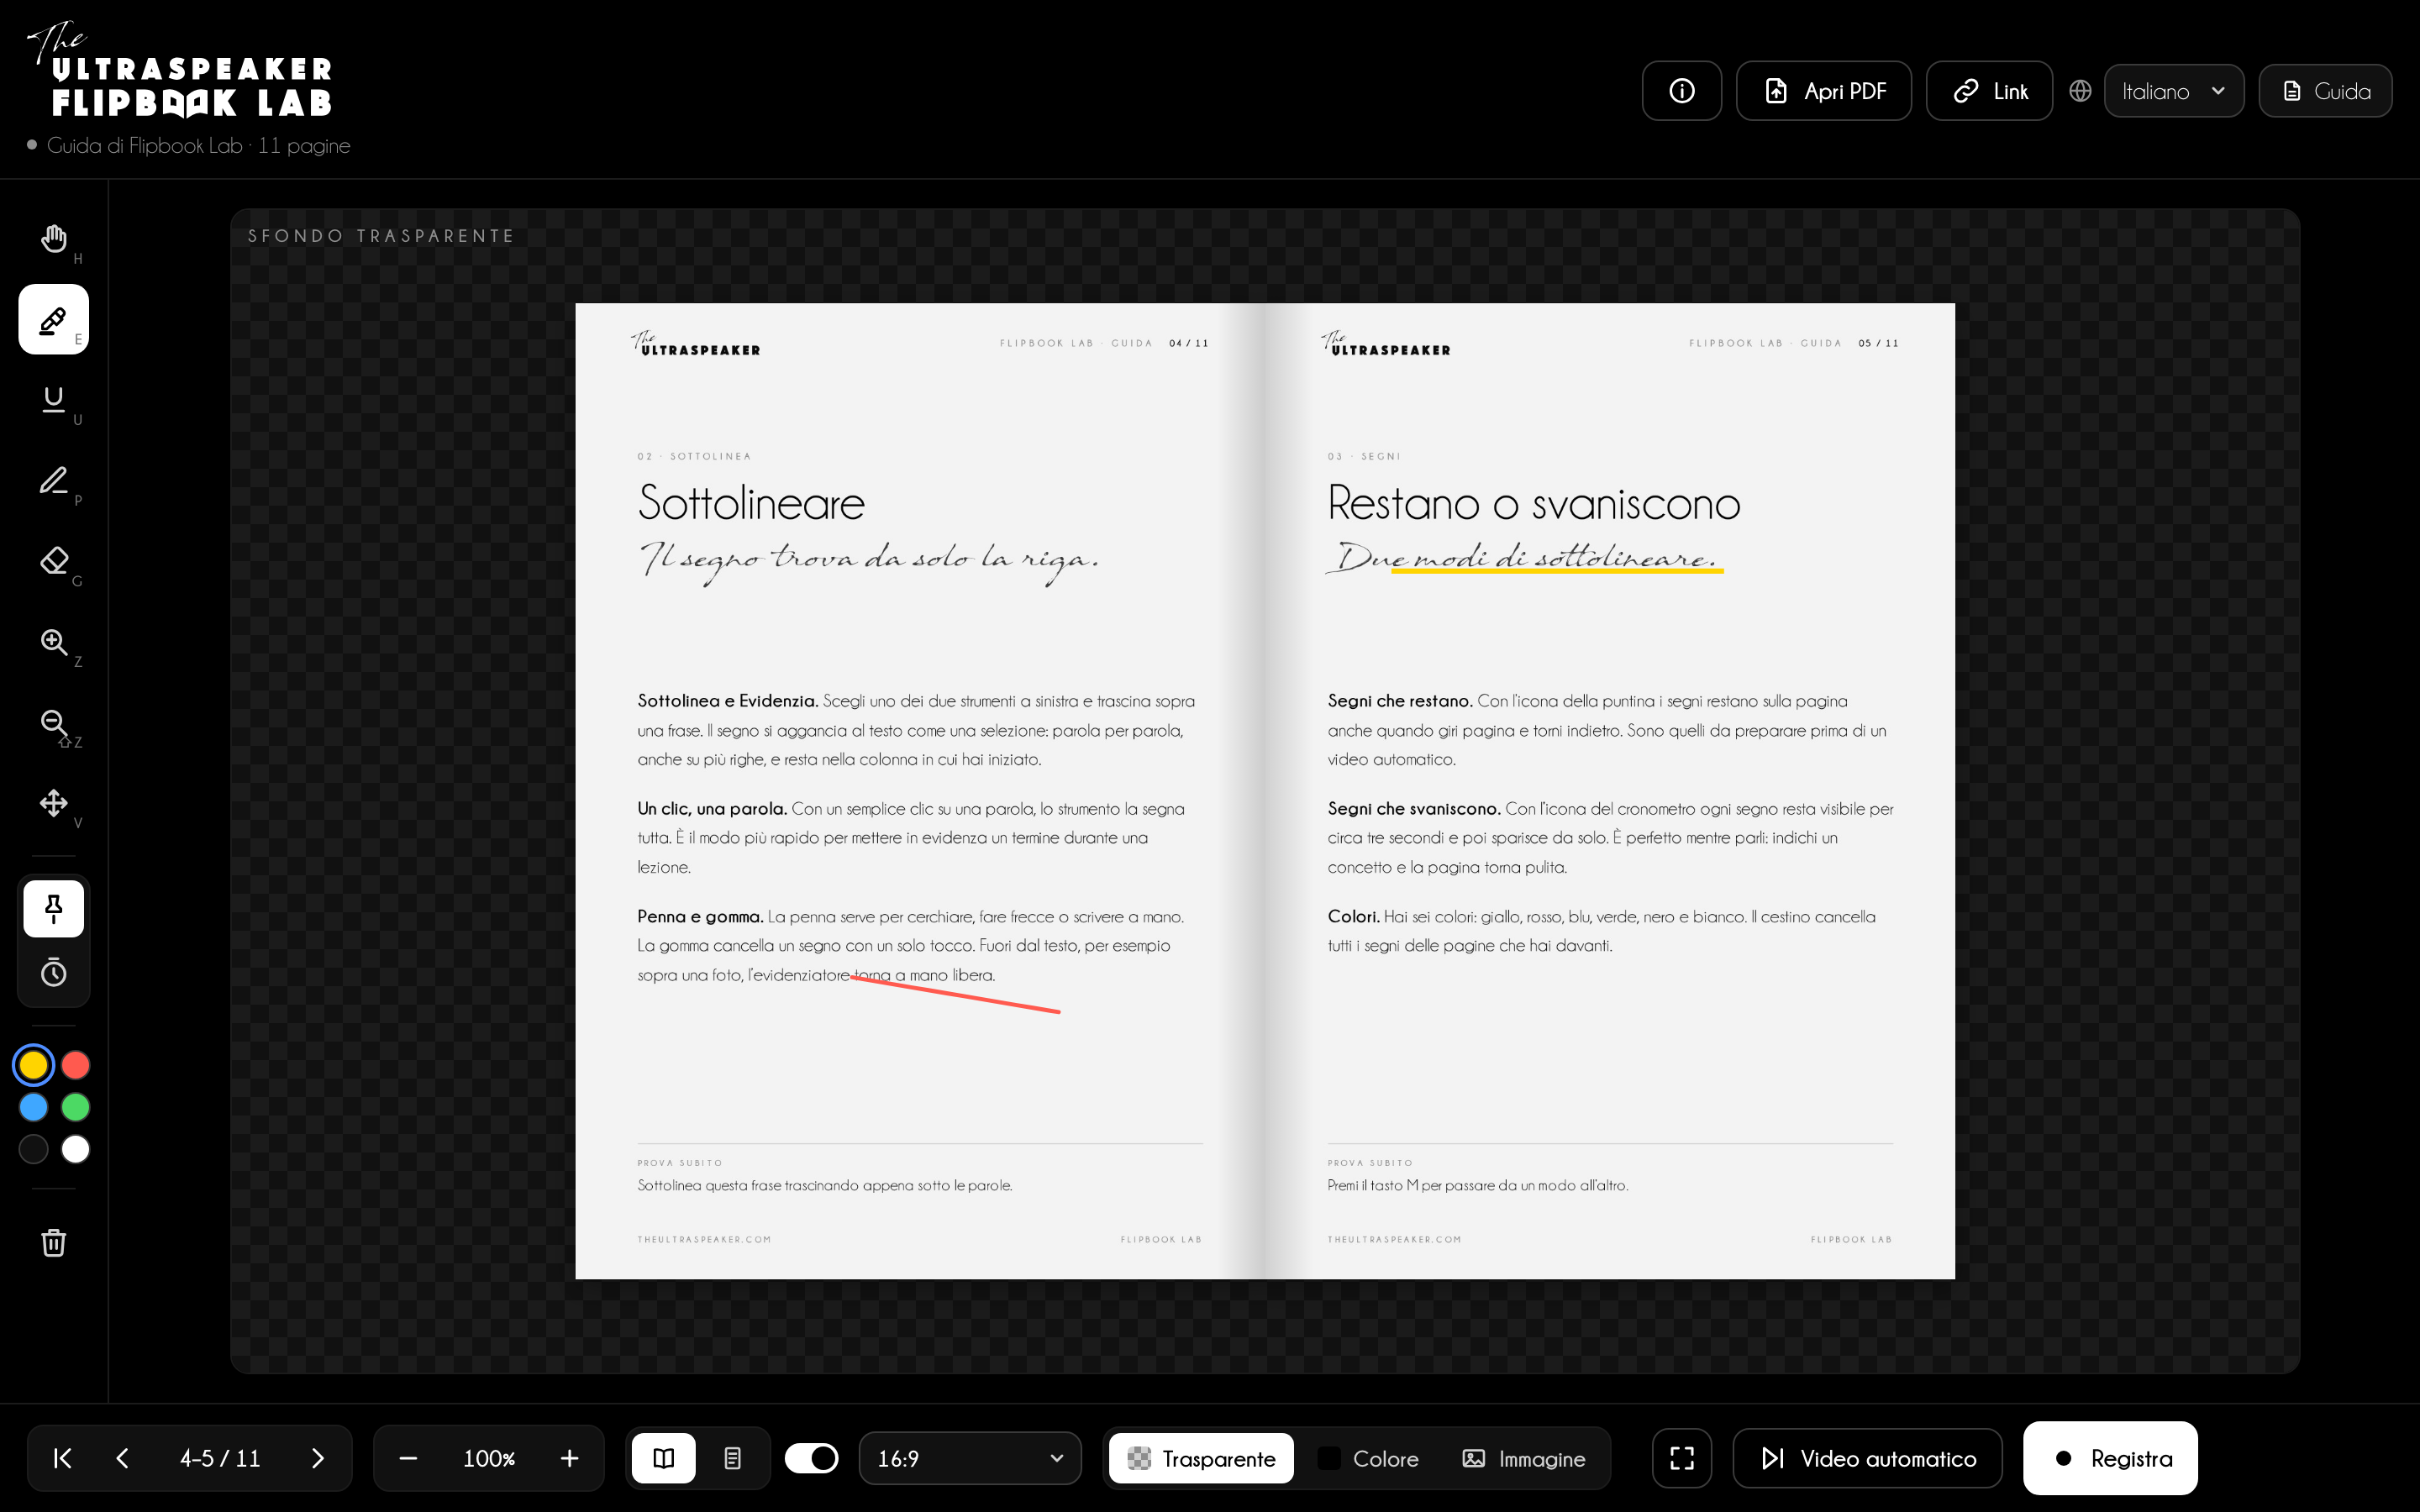 The
ULTRASPEAKER
FLIPBOOK LAB
Guida di Flipbook Lab · 11 pagine
Apri PDF
Link
Italiano
Guida
H
E
U
P
G
Z
⇧Z
V
SFONDO TRASPARENTE
The
ULTRASPEAKER
FLIPBOOK LAB · GUIDA 04 / 11
02 · SOTTOLINEA
Sottolineare
Il segno trova da solo la riga.
Sottolinea e Evidenzia. Scegli uno dei due strumenti a sinistra e trascina sopra
una frase. Il segno si aggancia al testo come una selezione: parola per parola,
anche su più righe, e resta nella colonna in cui hai iniziato.
Un clic, una parola. Con un semplice clic su una parola, lo strumento la segna
tutta. È il modo più rapido per mettere in evidenza un termine durante una
lezione.
Penna e gomma. La penna serve per cerchiare, fare frecce o scrivere a mano.
La gomma cancella un segno con un solo tocco. Fuori dal testo, per esempio
sopra una foto, l'evidenziatore torna a mano libera.
PROVA SUBITO
Sottolinea questa frase trascinando appena sotto le parole.
THEULTRASPEAKER.COM
FLIPBOOK LAB
The
ULTRASPEAKER
FLIPBOOK LAB · GUIDA 05 / 11
03 · SEGNI
Restano o svaniscono
Due modi di sottolineare.
Segni che restano. Con l'icona della puntina i segni restano sulla pagina
anche quando giri pagina e torni indietro. Sono quelli da preparare prima di un
video automatico.
Segni che svaniscono. Con l'icona del cronometro ogni segno resta visibile per
circa tre secondi e poi sparisce da solo. È perfetto mentre parli: indichi un
concetto e la pagina torna pulita.
Colori. Hai sei colori: giallo, rosso, blu, verde, nero e bianco. Il cestino cancella
tutti i segni delle pagine che hai davanti.
PROVA SUBITO
Premi il tasto M per passare da un modo all'altro.
THEULTRASPEAKER.COM
FLIPBOOK LAB
4–5 / 11
100%
16:9
Trasparente
Colore
Immagine
Video automatico
Registra